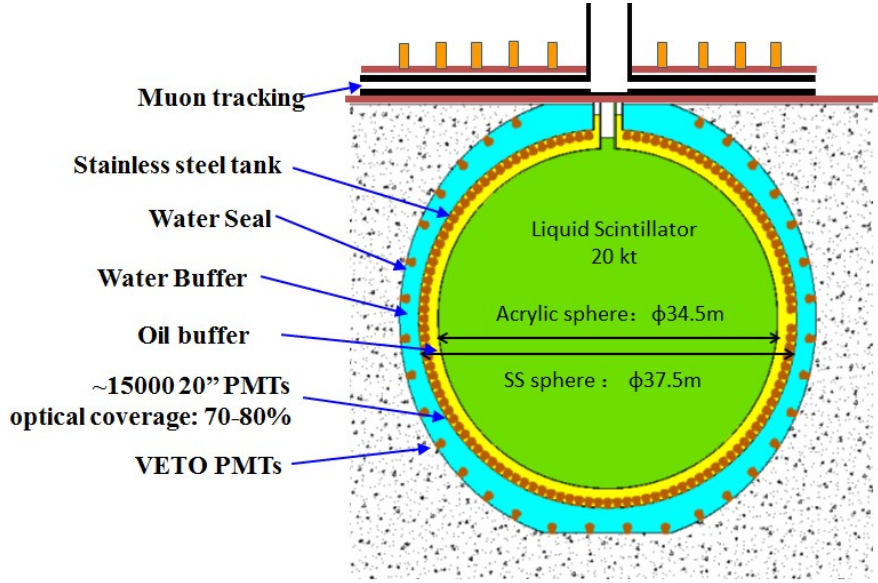 Muon tracking
Stainless steel tank
Water Seal
Water Buffer
Oil buffer
~15000 20” PMTs
optical coverage: 70-80%
VETO PMTs
Liquid Scintillator
20 kt
Acrylic sphere： ϕ34.5m
SS sphere： ϕ37.5m